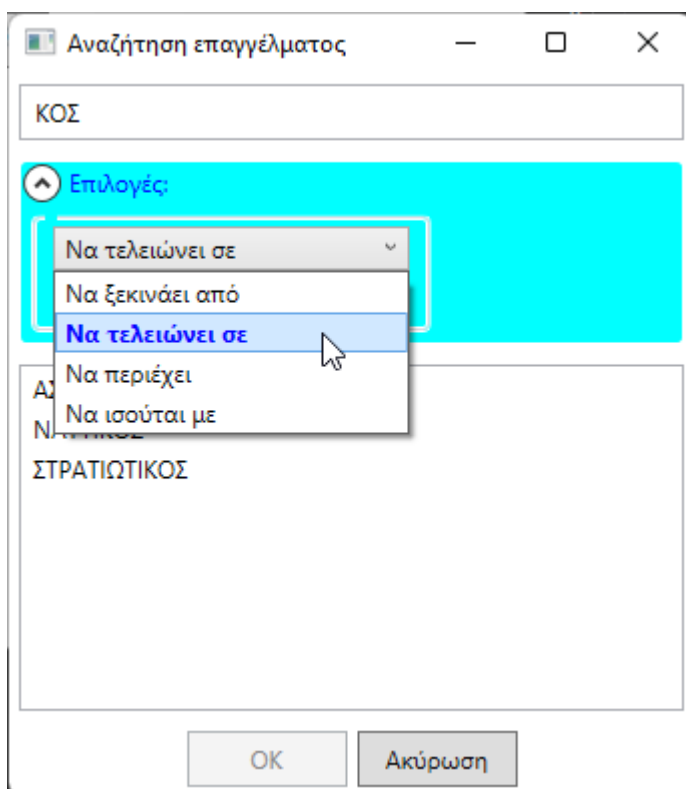 Αναζήτηση επαγγέλματος
ΚΟΣ
Επιλογές:
Να τελειώνει σε
Να ξεκινάει από
Να τελειώνει σε
Να περιέχει
Να ισούται με
ΣΤΡΑΤΙΩΤΙΚΟΣ
OK
Ακύρωση